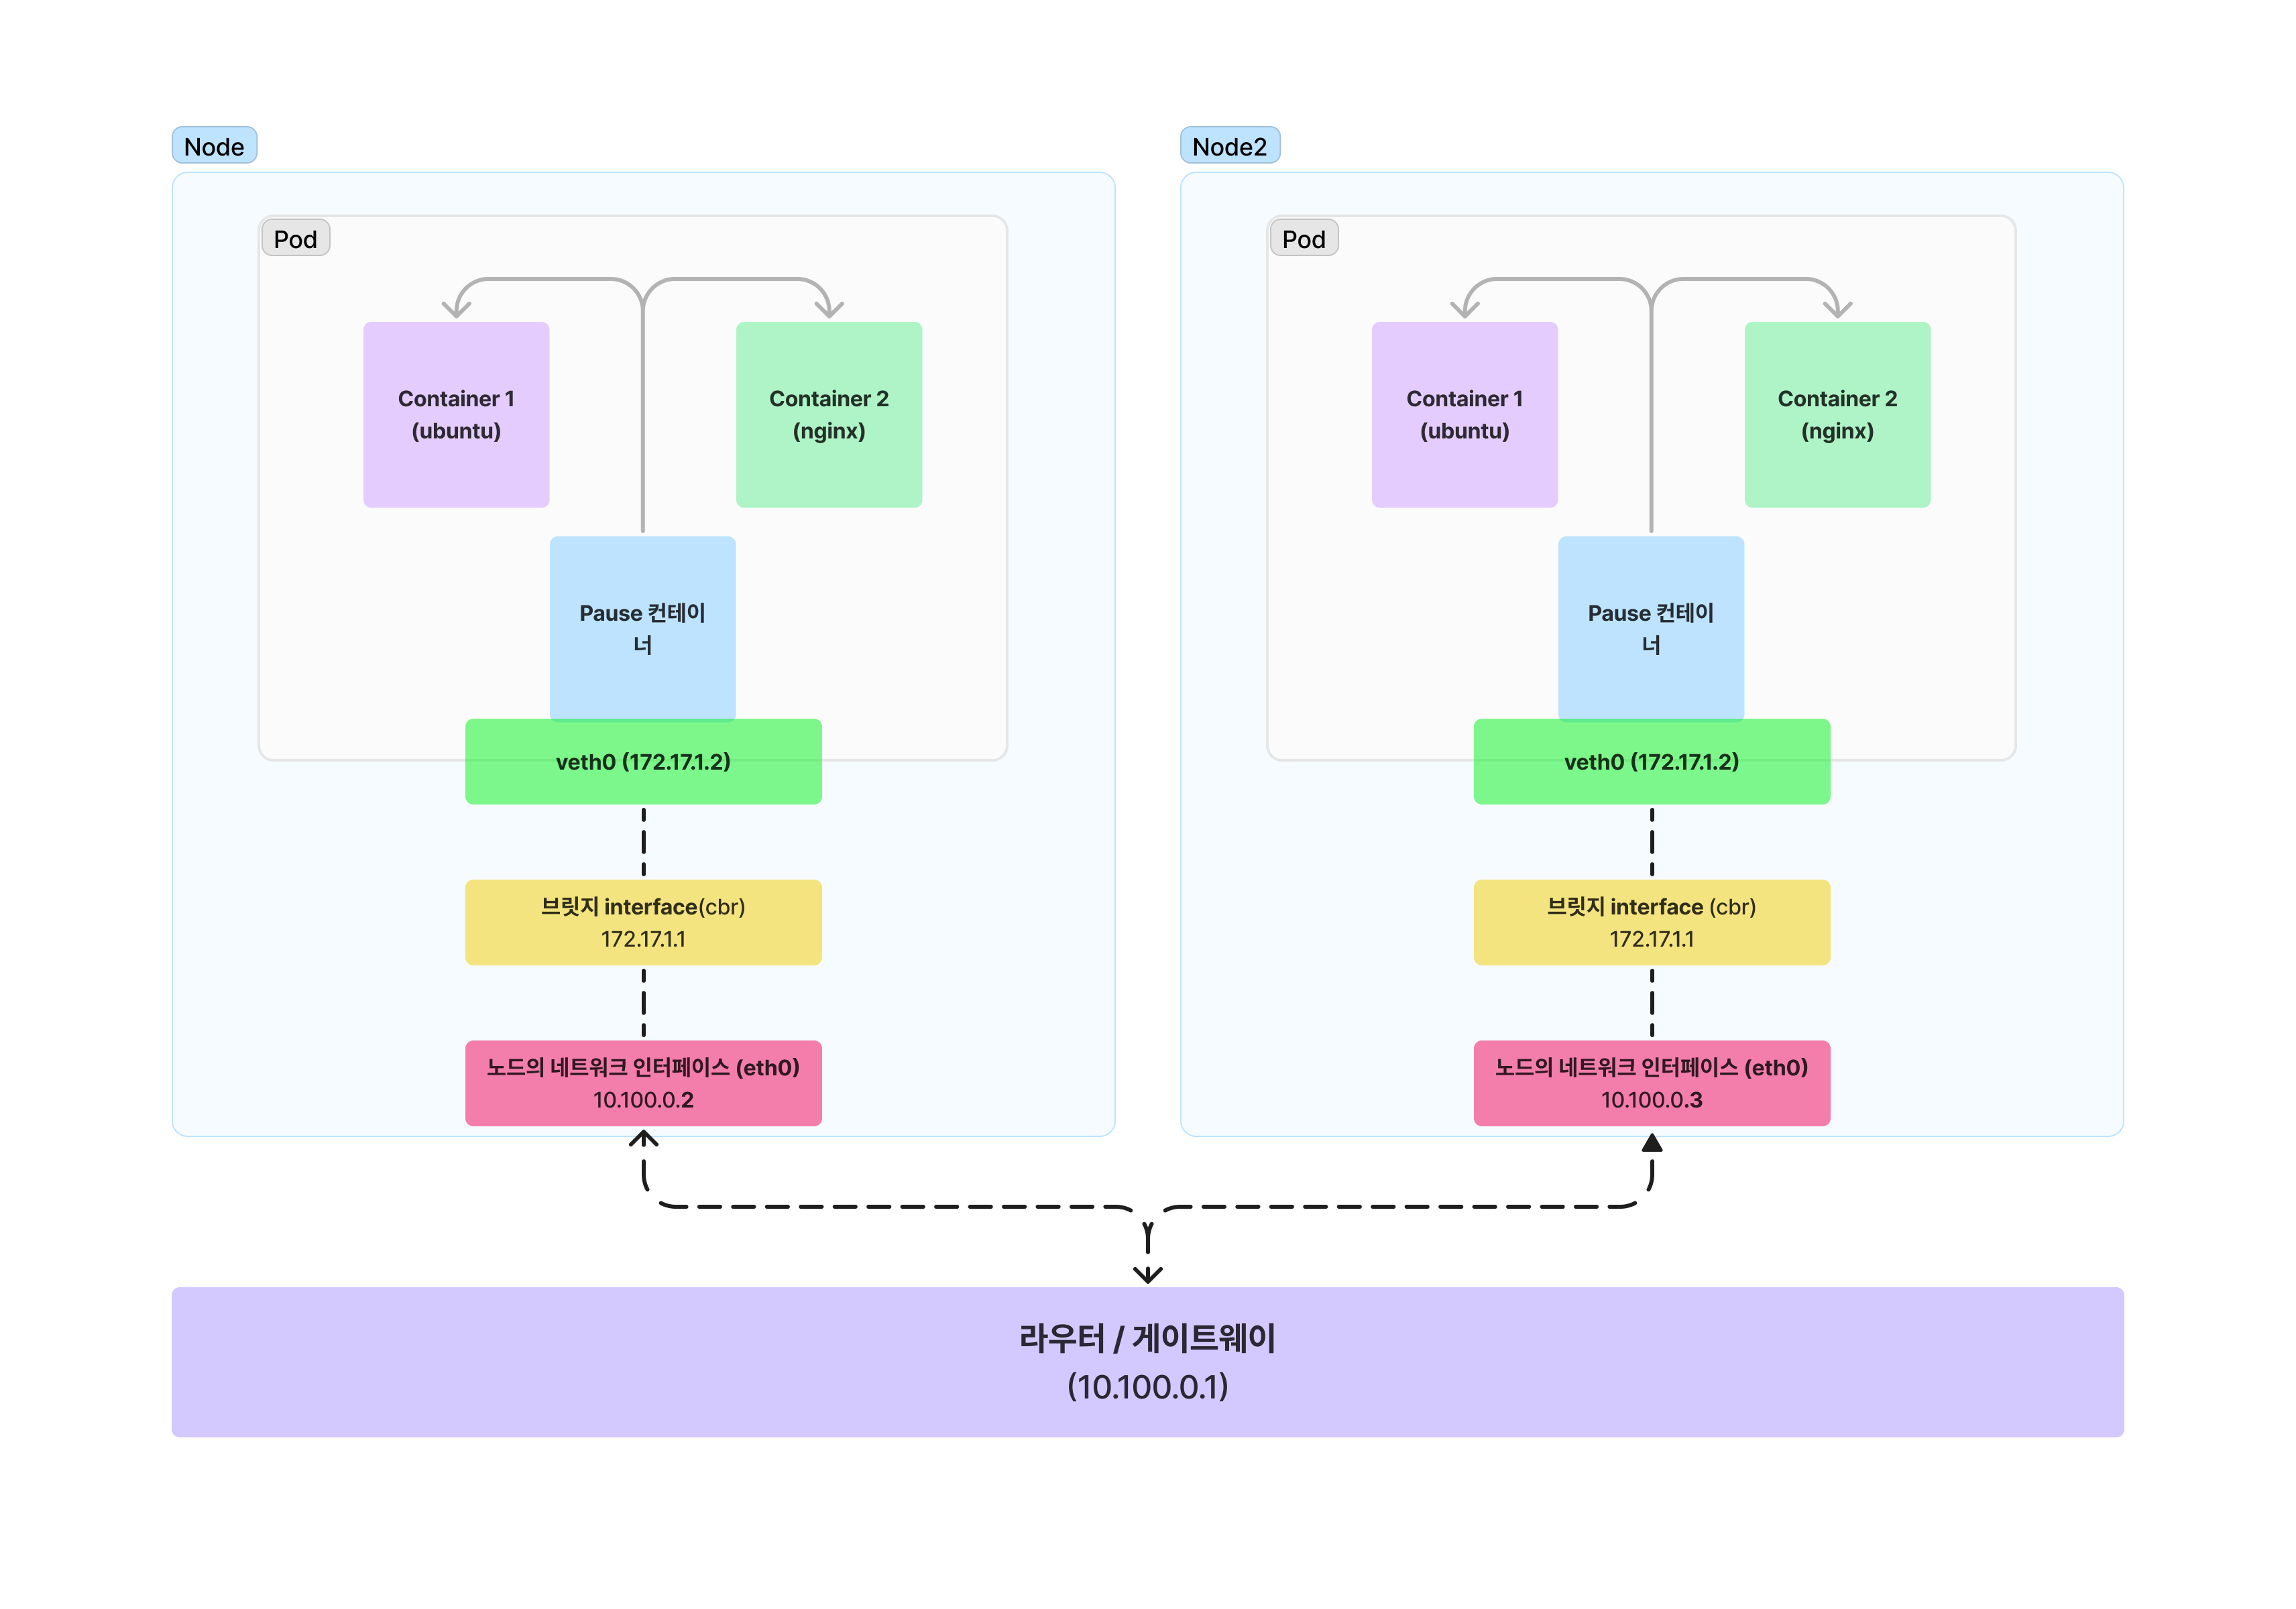 Node
Pod
Container 1
(ubuntu)
Container 2
(nginx)
Pause 컨테이
너
veth0 (172.17.1.2)
브릿지 interface(cbr)
172.17.1.1
노드의 네트워크 인터페이스 (eth0)
10.100.0.2
Node2
Pod
Container 1
(ubuntu)
Container 2
(nginx)
Pause 컨테이
너
veth0 (172.17.1.2)
브릿지 interface (cbr)
172.17.1.1
노드의 네트워크 인터페이스 (eth0)
10.100.0.3
라우터 / 게이트웨이
(10.100.0.1)